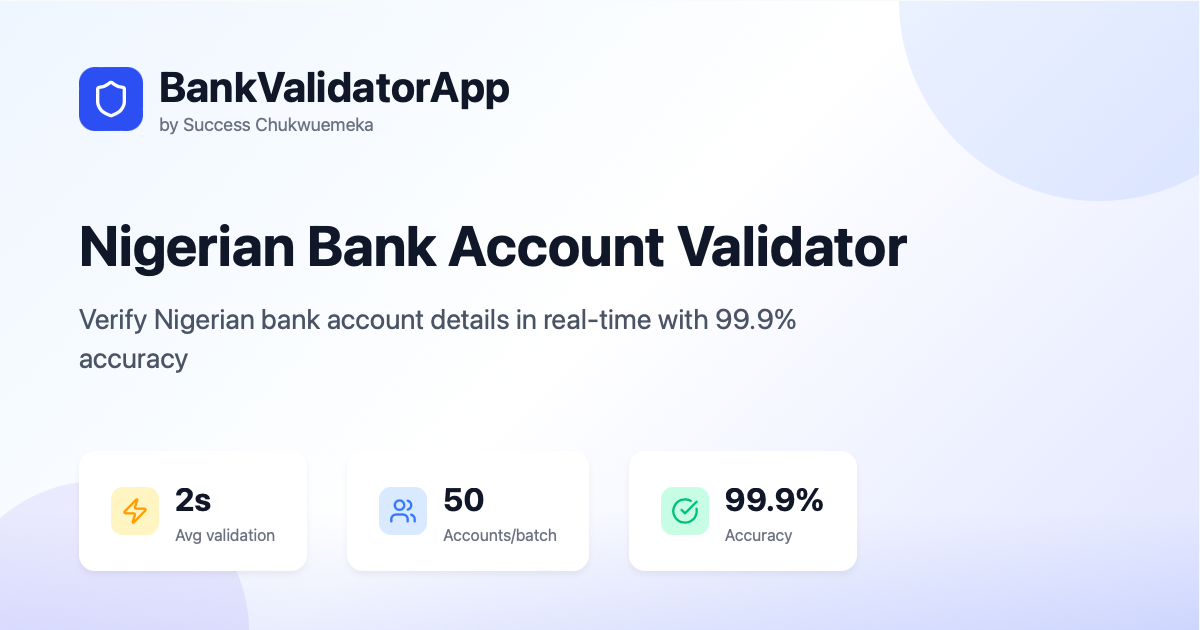 BankValidatorApp
by Success Chukwuemeka
Nigerian Bank Account Validator
Verify Nigerian bank account details in real-time with 99.9%
accuracy
2s
Avg validation
50
Accounts/batch
99.9%
Accuracy